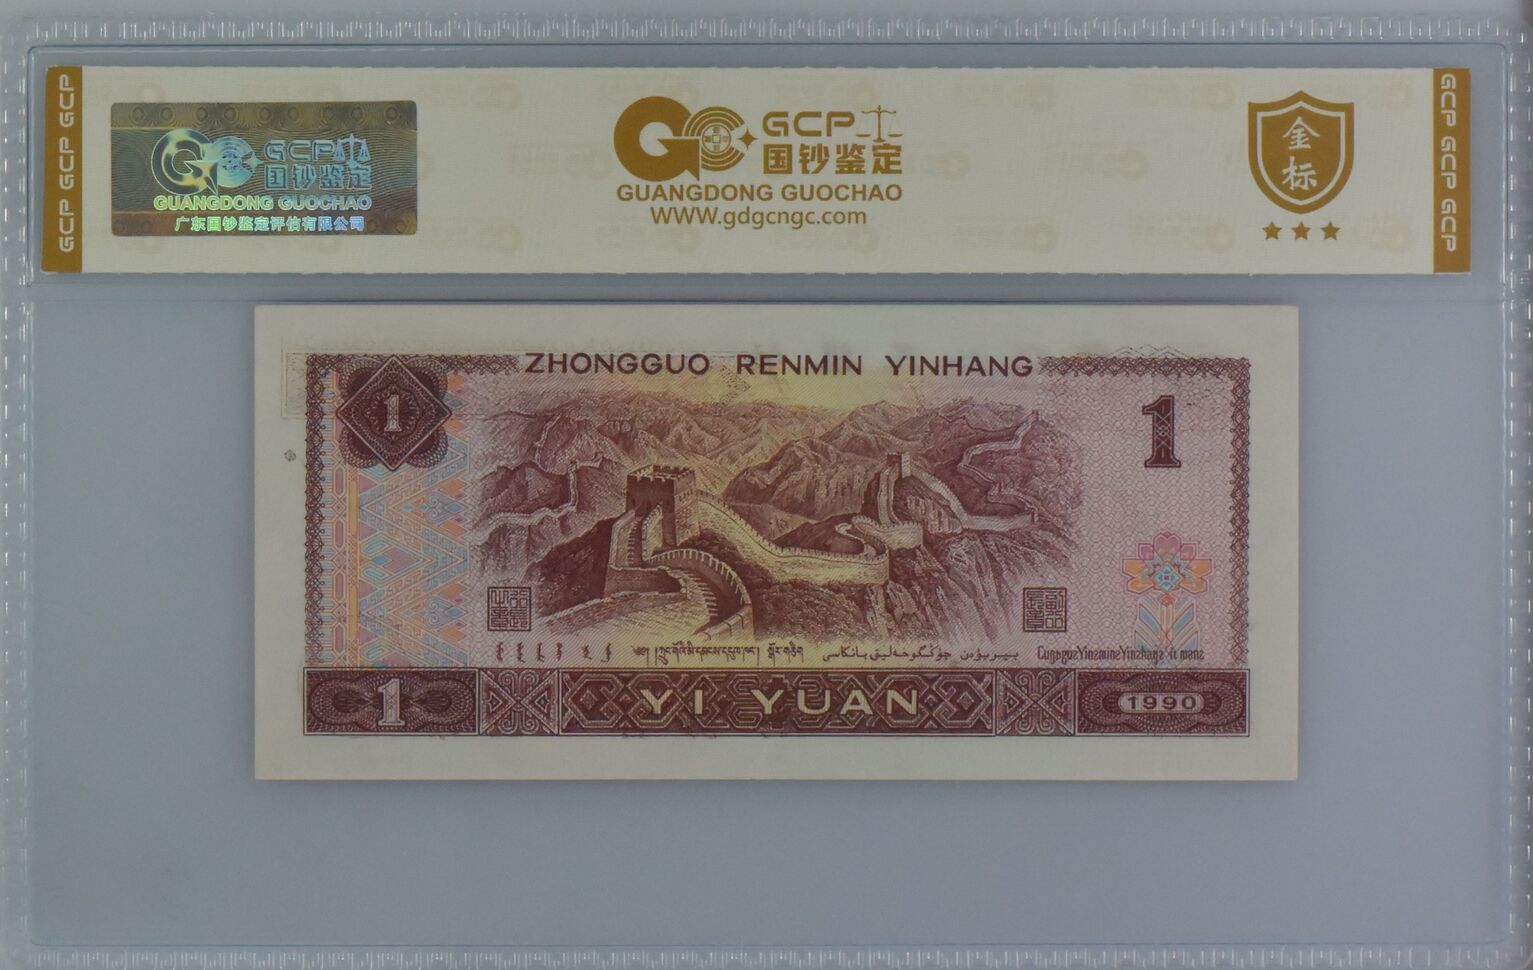 GCP GCP GCP
GCP
国钞鉴定
GUANGDONG GUOCHAO
广东国钞鉴定评估有限公司
GCP
国钞鉴定
GUANGDONG GUOCHAO
WWW.gdgcngc.com
金标
GCP GCP GCP
ZHONGGUO RENMIN YINHANG
1
1
1
YI YUAN
1990